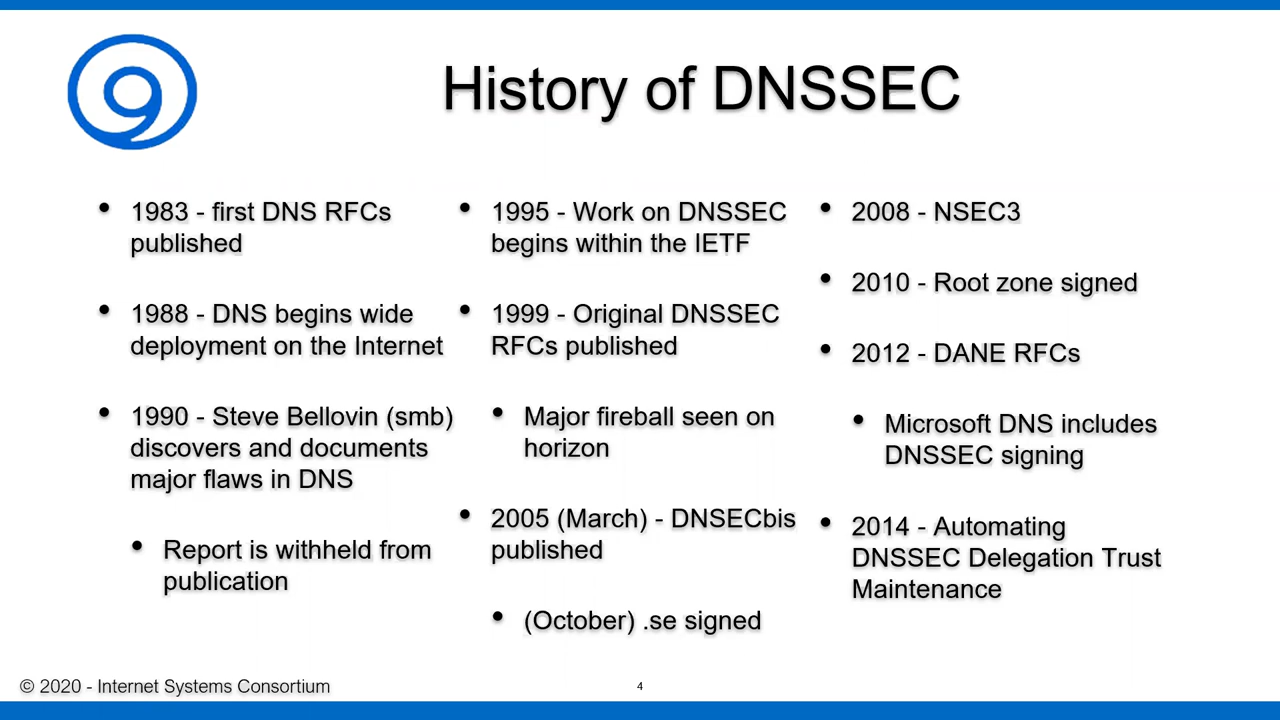 History of DNSSEC
• 1983 - first DNS RFCs
published
• 1988 - DNS begins wide
deployment on the Internet
• 1990 - Steve Bellovin (smb)
discovers and documents
major flaws in DNS
• Report is withheld from
publication
• 1995 - Work on DNSSEC
begins within the IETF
• 1999 - Original DNSSEC
RFCs published
• Major fireball seen on
horizon
• 2005 (March) - DNSECbis
published
• (October) .se signed
• 2008 - NSEC3
• 2010 - Root zone signed
• 2012 - DANE RFCs
• Microsoft DNS includes
DNSSEC signing
• 2014 - Automating
DNSSEC Delegation Trust
Maintenance
© 2020 - Internet Systems Consortium
4